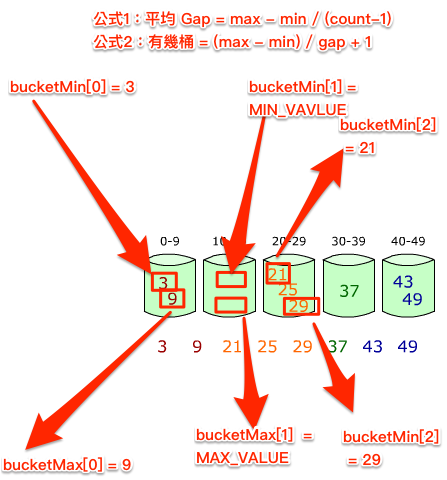 公式1：平均 Gap = max - min / (count-1)
公式2：有幾桶 = (max - min) / gap + 1
bucketMin[0] = 3
bucketMin[1] =
MIN_VAVLUE
bucketMin[2]
= 21
0-9 10 20-29 30-39 40-49
3
9
21
25
29
37
43
49
3 9 21 25 29 37 43 49
bucketMax[0] = 9
bucketMax[1] =
MAX_VALUE
bucketMin[2]
= 29